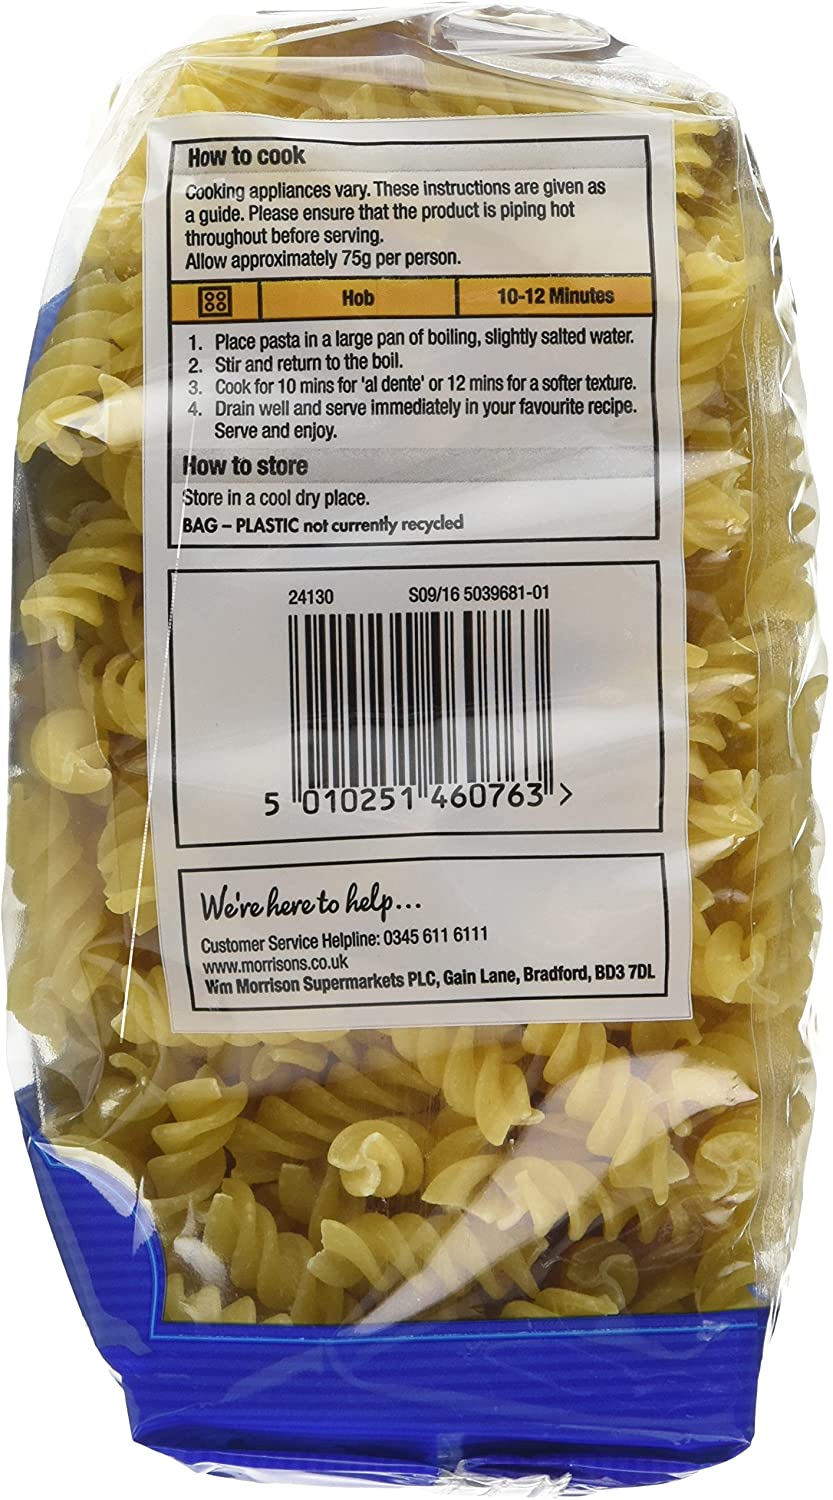 How to cook
Cooking appliances vary. These instructions are given as
a guide. Please ensure that the product is piping hot
throughout before serving.
Allow approximately 75g per person.
Hob 10-12 Minutes
1. Place pasta in a large pan of boiling, slightly salted water.
2. Stir and return to the boil.
3. Cook for 10 mins for 'al dente' or 12 mins for a softer texture.
4. Drain well and serve immediately in your favourite recipe.
Serve and enjoy.
How to store
Store in a cool dry place.
BAG – PLASTIC not currently recycled
24130 S09/16 5039681-01
5 010251 460763 >
We're here to help...
Customer Service Helpline: 0345 611 6111
www.morrisons.co.uk
Wm Morrison Supermarkets PLC, Gain Lane, Bradford, BD3 7DL